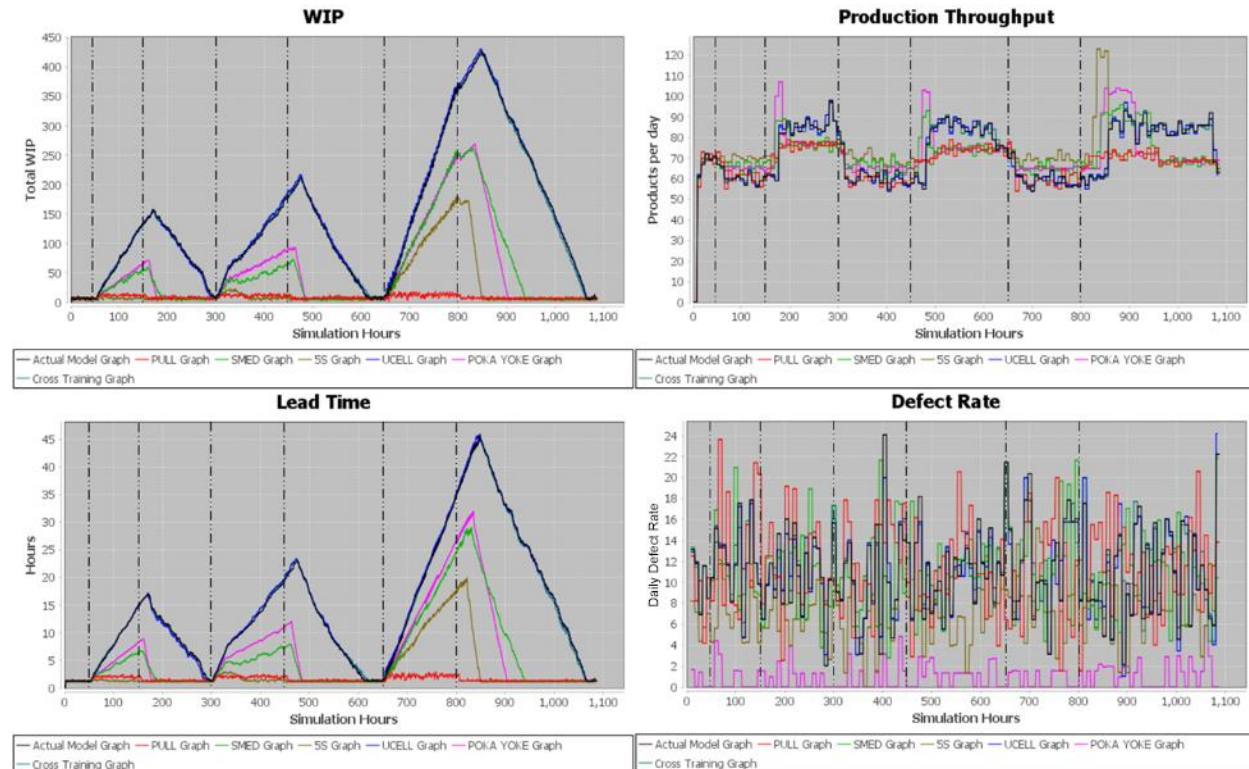 WIP
Total WIP
450
400
350
300
250
200
150
100
50
0
0 100 200 300 400 500 600 700 800 900 1,000 1,100
Simulation Hours
Actual Model Graph PULL Graph SMED Graph 5S Graph UCELL Graph POKA YOKE Graph
Cross Training Graph
Production Throughput
Products per day
120
110
100
90
80
70
60
50
40
30
20
10
0
0 100 200 300 400 500 600 700 800 900 1,000 1,100
Simulation Hours
Actual Model Graph PULL Graph SMED Graph 5S Graph UCELL Graph POKA YOKE Graph
Cross Training Graph
Lead Time
Hours
45
40
35
30
25
20
15
10
5
0
0 100 200 300 400 500 600 700 800 900 1,000 1,100
Simulation Hours
Actual Model Graph PULL Graph SMED Graph 5S Graph UCELL Graph POKA YOKE Graph
Cross Training Graph
Defect Rate
Daily Defect Rate
24
22
20
18
16
14
12
10
8
6
4
2
0
0 100 200 300 400 500 600 700 800 900 1,000 1,100
Simulation Hours
Actual Model Graph PULL Graph SMED Graph 5S Graph UCELL Graph POKA YOKE Graph
Cross Training Graph